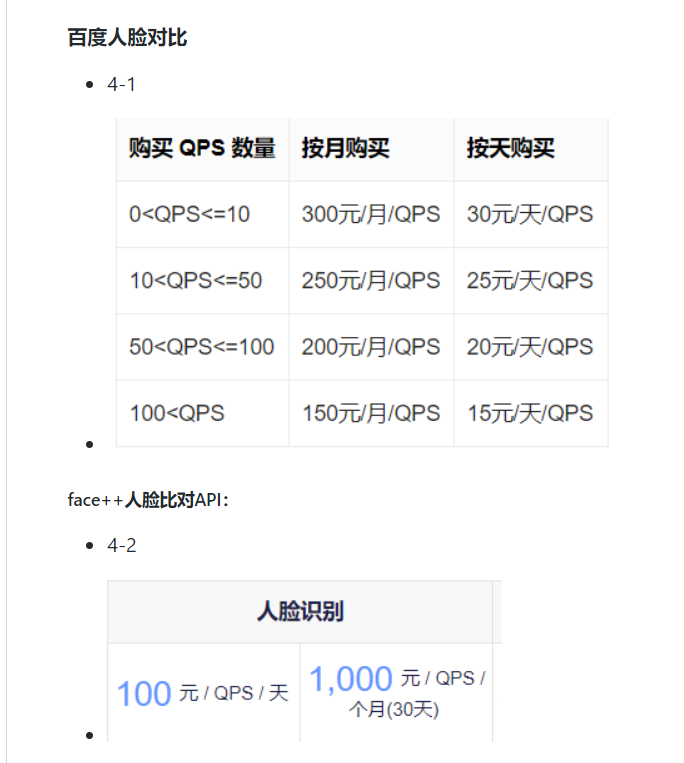 百度人脸对比
4-1
购买 QPS 数量 按月购买 按天购买
0<QPS<=10 300元/月/QPS 30元/天/QPS
10<QPS<=50 250元/月/QPS 25元/天/QPS
50<QPS<=100 200元/月/QPS 20元/天/QPS
100<QPS 150元/月/QPS 15元/天/QPS
face++人脸比对API：
4-2
人脸识别
100 元 / QPS / 天 1,000 元 / QPS /
个月(30天)